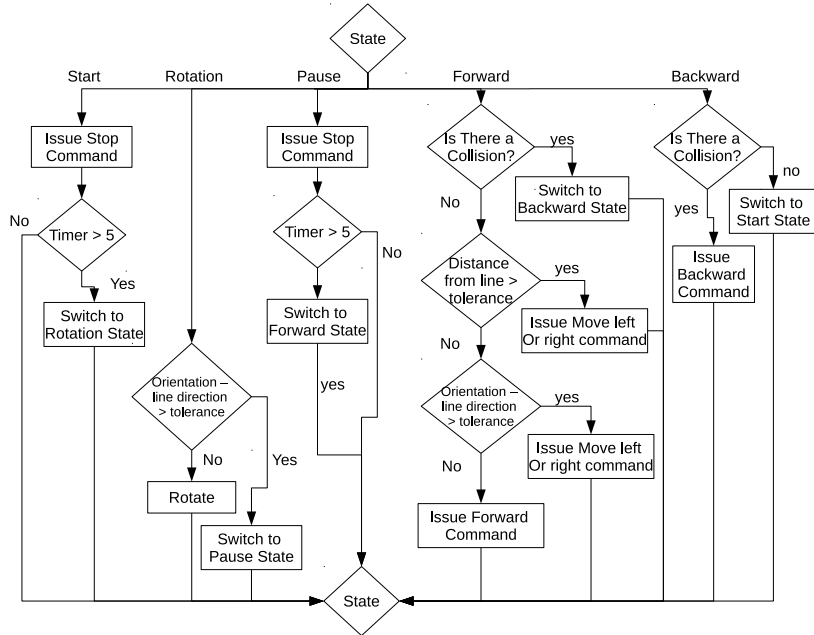 State
Start
Rotation
Pause
Forward
Backward
Issue Stop
Command
Issue Stop
Command
Is There a
Collision?
yes
Is There a
Collision?
no
No
Timer > 5
Yes
Timer > 5
No
No
Switch to
Backward State
yes
Switch to
Start State
Switch to
Rotation State
Switch to
Forward State
yes
Distance
from line >
tolerance
yes
Issue
Backward
Command
No
Issue Move left
Or right command
Orientation –
line direction
> tolerance
No
Yes
Orientation –
line direction
> tolerance
yes
No
Issue Move left
Or right command
Rotate
Switch to
Pause State
Issue Forward
Command
State